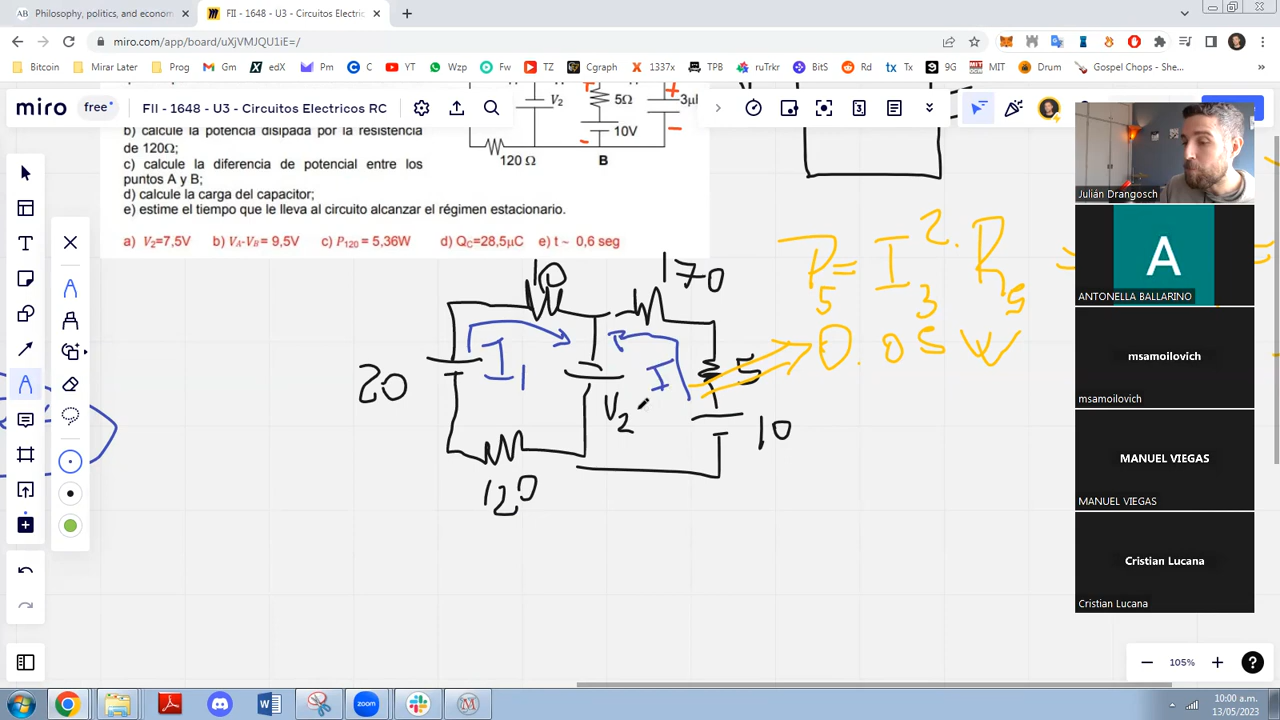 Philosophy, politics, and econom
FII - 1648 - U3 - Circuitos Electric
miro.com/app/board/uXjVMJQU1iE=/
Bitcoin
Mirar Later
Prog
Gm
edX
Pm
C
YT
Wzp
Fw
TZ
Cgraph
1337x
TPB
ruTrkr
BitS
Rd
Tx
9G
MIT
Drum
Gospel Chops - She...
miro
free
FII - 1648 - U3 - Circuitos Electricos RC
V₂
5Ω
10V
120 Ω
B
b) calcule la potencia disipada por la resistencia
de 120Ω;
c) calcule la diferencia de potencial entre los
puntos A y B;
d) calcule la carga del capacitor;
e) estime el tiempo que le lleva al circuito alcanzar el régimen estacionario.
a) V₂=7,5V b) V_A-V_B = 9,5V c) P₁₂₀ = 5,36W d) Q_C=28,5μC e) t ~ 0,6 seg
10
170
20
I₁
I
V₂
5
10
120
P₅ = I₃². R₅
0.05 W
Julián Drangosch
A
ANTONELLA BALLARINO
msamoilovich
msamoilovich
MANUEL VIEGAS
MANUEL VIEGAS
Cristian Lucana
Cristian Lucana
105%
zoom
10:00 a.m.
13/05/2023